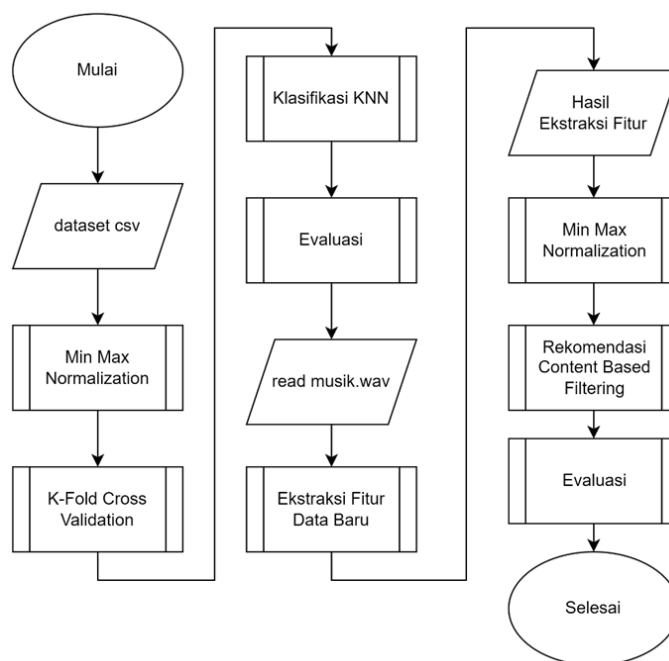 Mulai
dataset csv
Min Max
Normalization
K-Fold Cross
Validation
Klasifikasi KNN
Evaluasi
read musik.wav
Ekstraksi Fitur
Data Baru
Hasil
Ekstraksi Fitur
Min Max
Normalization
Rekomendasi
Content Based
Filtering
Evaluasi
Selesai